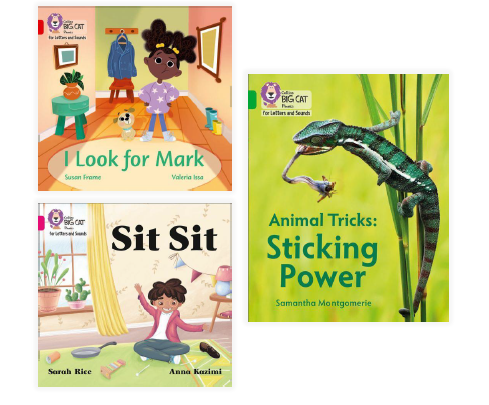 Collins
BIG CAT
Phonics
for Letters and Sounds
I Look for Mark
Susan Frame
Valeria Issa
Collins
BIG CAT
Phonics
for Letters and Sounds
Sit Sit
Sarah Rice
Anna Kazimi
Collins
BIG CAT
Phonics
for Letters and Sounds
Animal Tricks:
Sticking
Power
Samantha Montgomerie